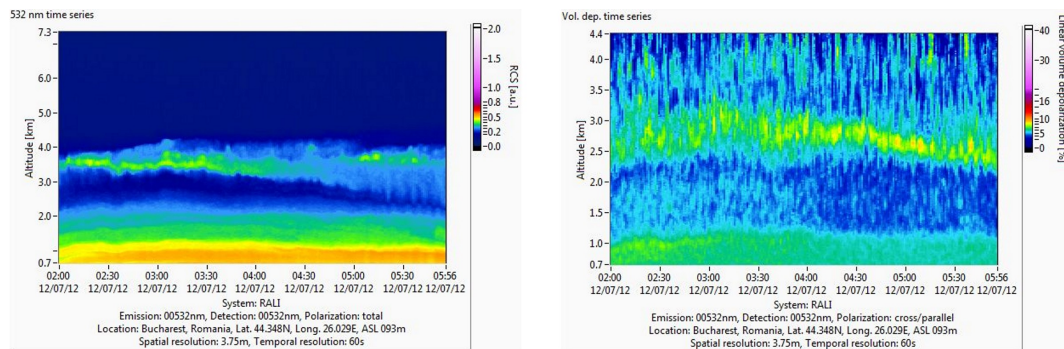 532 nm time series
7.3
6.0
5.0
4.0
3.0
2.0
0.7
Altitude [km]
02:00 02:30 03:00 03:30 04:00 04:30 05:00 05:56
12/07/12 12/07/12 12/07/12 12/07/12 12/07/12 12/07/12 12/07/12 12/07/12
System: RALI
Emission: 00532nm, Detection: 00532nm, Polarization: total
Location: Bucharest, Romania, Lat. 44.348N, Long. 26.029E, ASL 093m
Spatial resolution: 3.75m, Temporal resolution: 60s
2.0
1.5
1.0
0.8
0.5
0.2
0.0
RCS [a.u.]
Vol. dep. time series
4.4
4.0
3.5
3.0
2.5
2.0
1.5
1.0
0.7
Altitude [km]
02:00 02:30 03:00 03:30 04:00 04:30 05:00 05:56
12/07/12 12/07/12 12/07/12 12/07/12 12/07/12 12/07/12 12/07/12 12/07/12
System: RALI
Emission: 00532nm, Detection: 00532nm, Polarization: cross/parallel
Location: Bucharest, Romania, Lat. 44.348N, Long. 26.029E, ASL 093m
Spatial resolution: 3.75m, Temporal resolution: 60s
40
30
16
10
5
0
Linear volume depolarization [%]